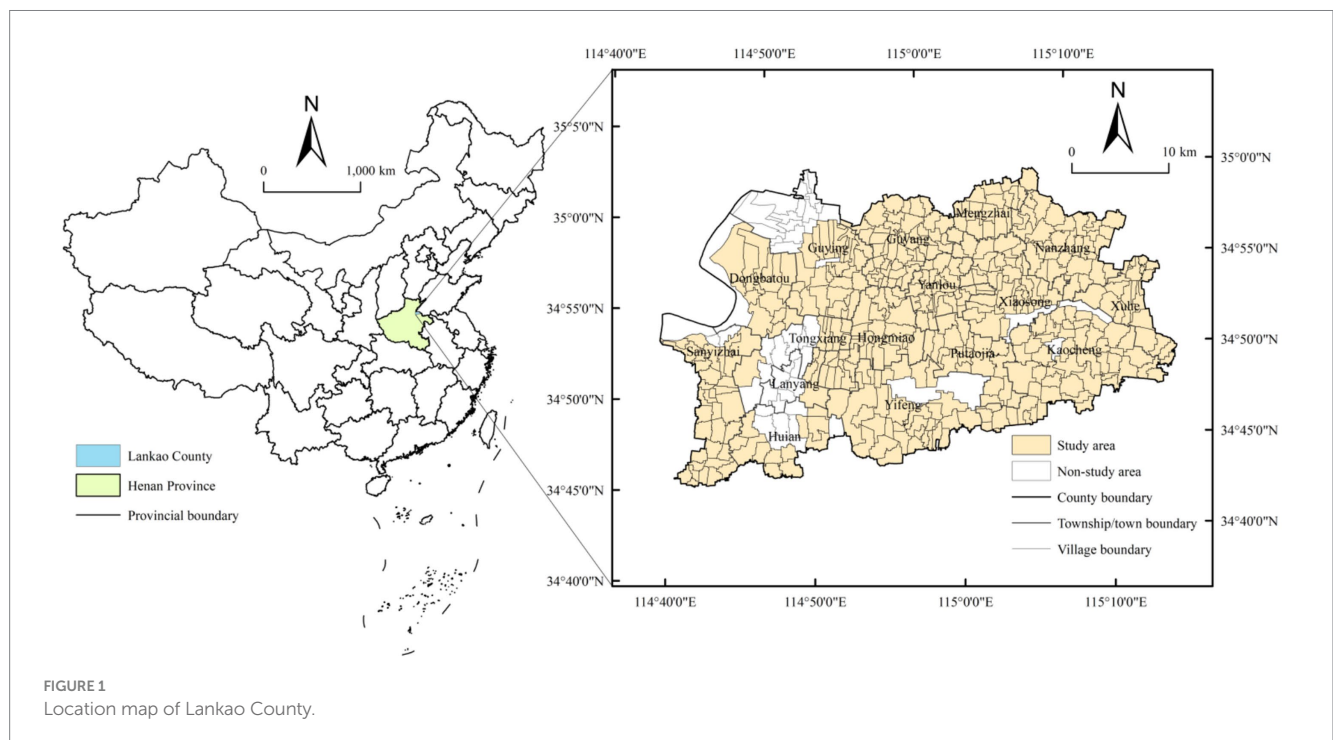 114°40'0"E
114°50'0"E
115°0'0"E
115°10'0"E
N
0
1,000 km
35°5'0"N
35°0'0"N
34°55'0"N
34°50'0"N
34°45'0"N
34°40'0"N
Lankao County
Henan Province
Provincial boundary
N
0
10 km
35°0'0"N
34°55'0"N
34°50'0"N
34°45'0"N
34°40'0"N
Mengzhai
Guying
Guyang
Nanzhang
Dongbatou
Yanlou
Xiaosong
Xuhe
Sanyizhai
Tongxiang
Hongmiao
Putaojia
Kaocheng
Lanyang
Yifeng
Huian
Study area
Non-study area
County boundary
Township/town boundary
Village boundary
114°40'0"E
114°50'0"E
115°0'0"E
115°10'0"E
FIGURE 1
Location map of Lankao County.